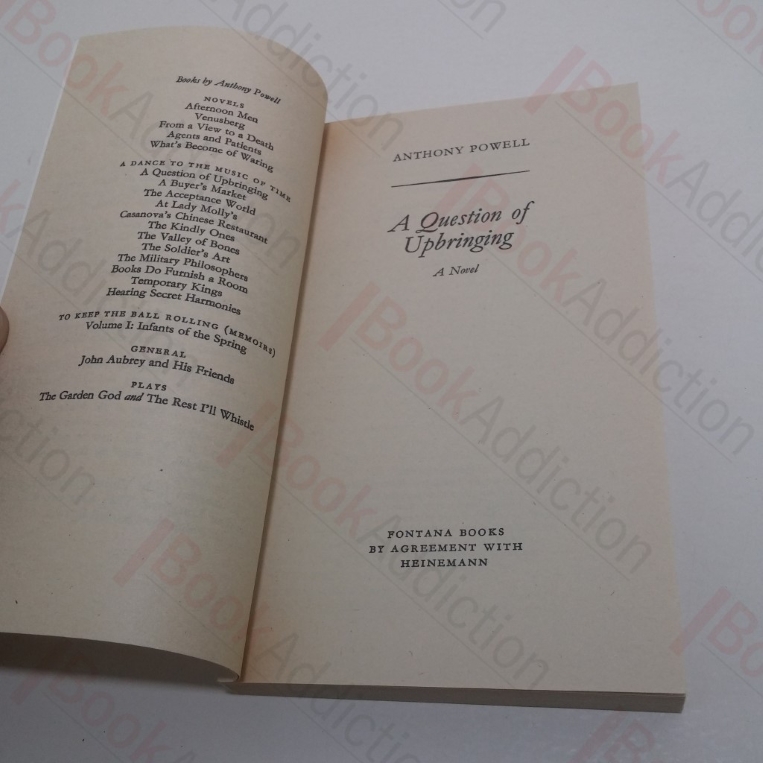 Books by Anthony Powell
NOVELS
Afternoon Men
Venusberg
From a View to a Death
Agents and Patients
What's Become of Waring
A DANCE TO THE MUSIC OF TIME
A Question of Upbringing
A Buyer's Market
The Acceptance World
At Lady Molly's
Casanova's Chinese Restaurant
The Kindly Ones
The Valley of Bones
The Soldier's Art
The Military Philosophers
Books Do Furnish a Room
Temporary Kings
Hearing Secret Harmonies
TO KEEP THE BALL ROLLING (MEMOIRS)
Volume I: Infants of the Spring
GENERAL
John Aubrey and His Friends
PLAYS
The Garden God and The Rest I'll Whistle
ANTHONY POWELL
A Question of
Upbringing
A Novel
FONTANA BOOKS
BY AGREEMENT WITH
HEINEMANN
BookAddiction